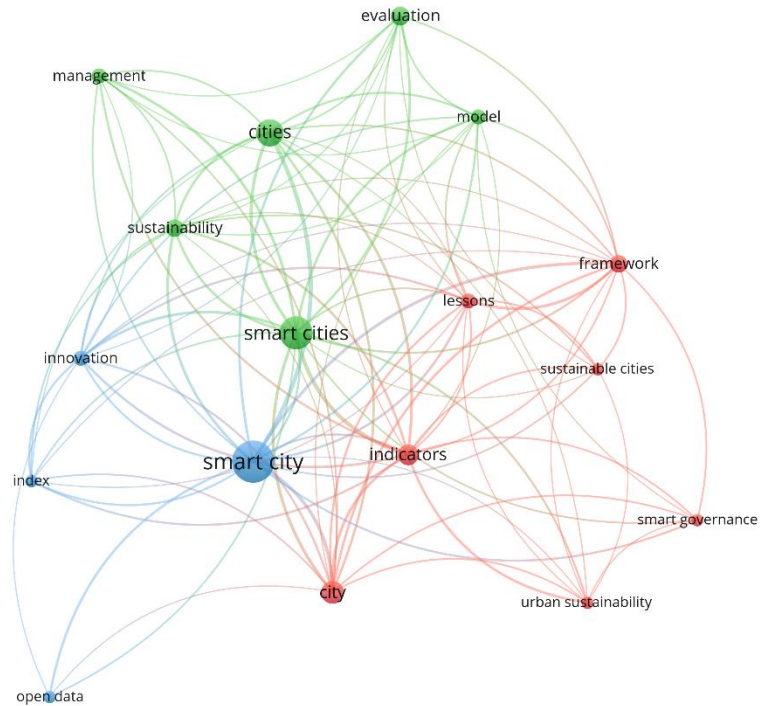 evaluation
management
model
cities
sustainability
framework
lessons
smart cities
innovation
sustainable cities
indicators
smart city
index
smart governance
city
urban sustainability
open data